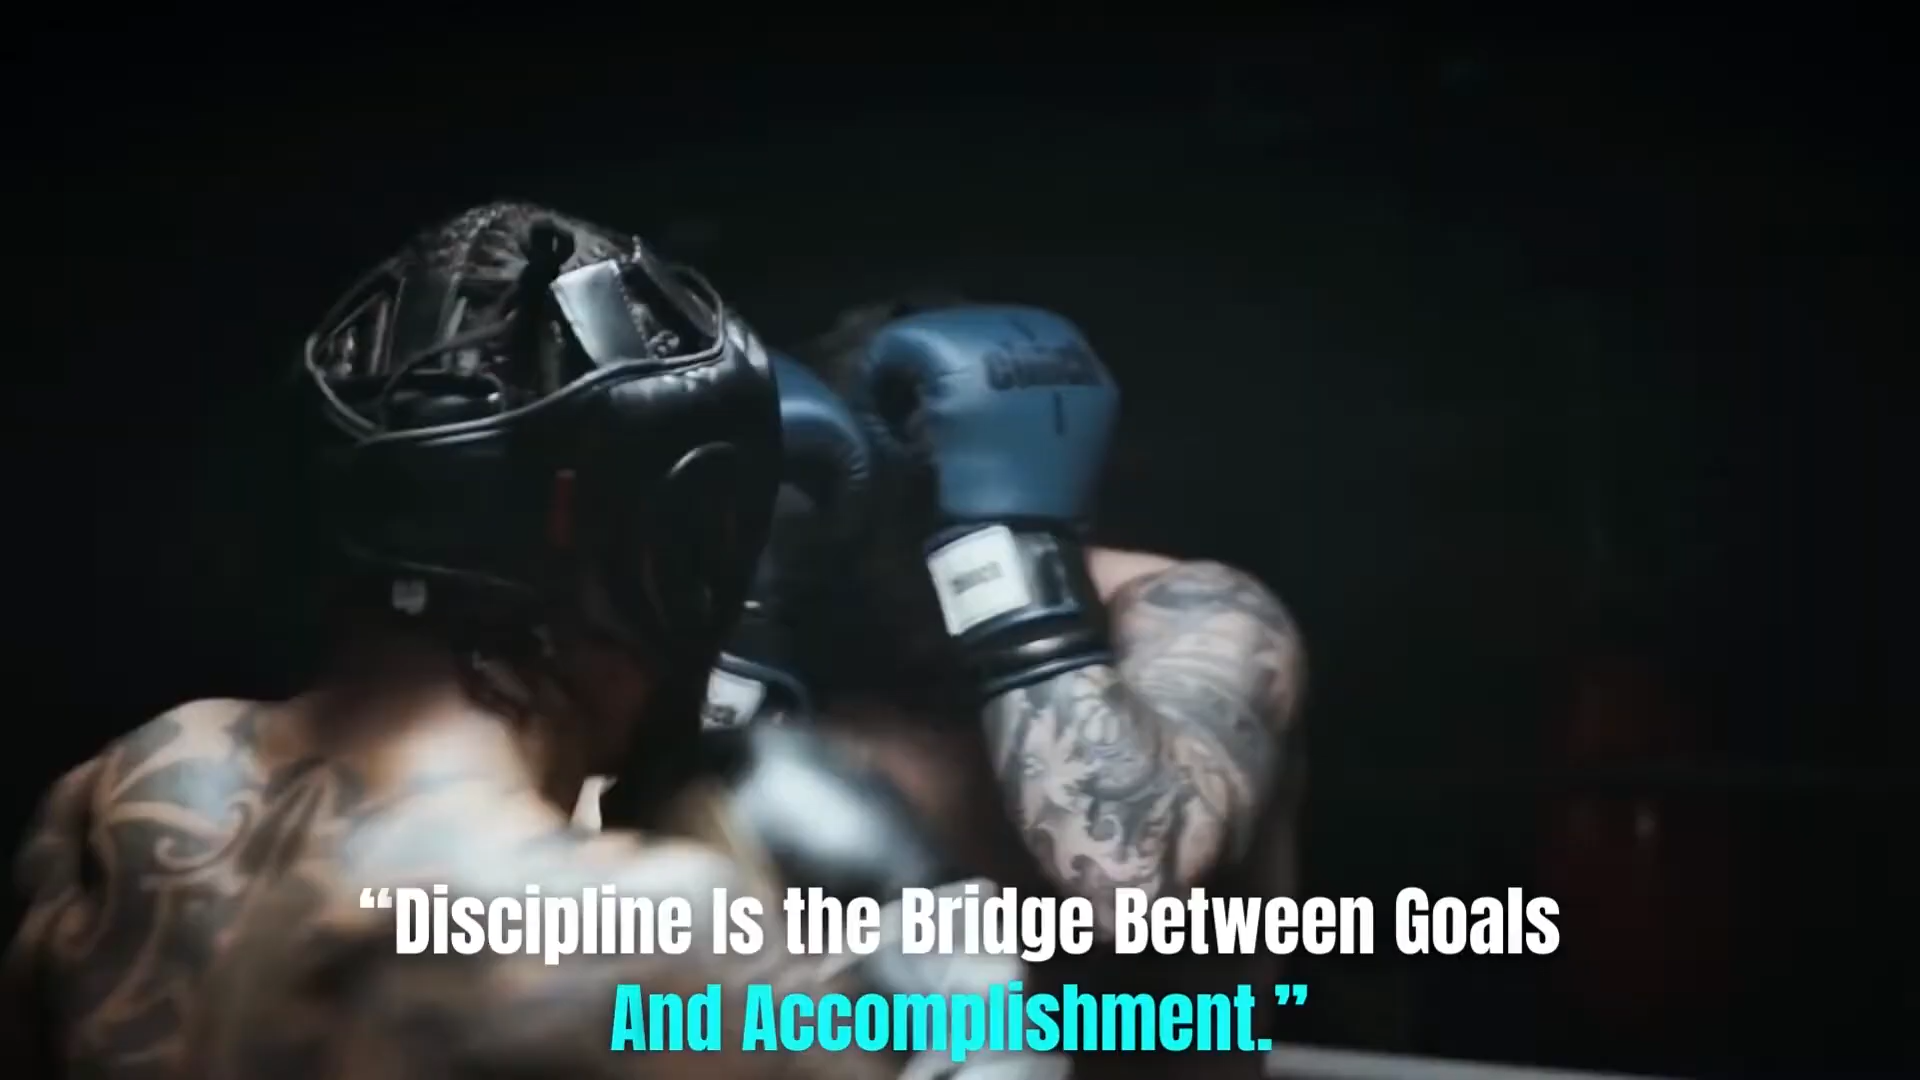 “Discipline Is the Bridge Between Goals
And Accomplishment.”